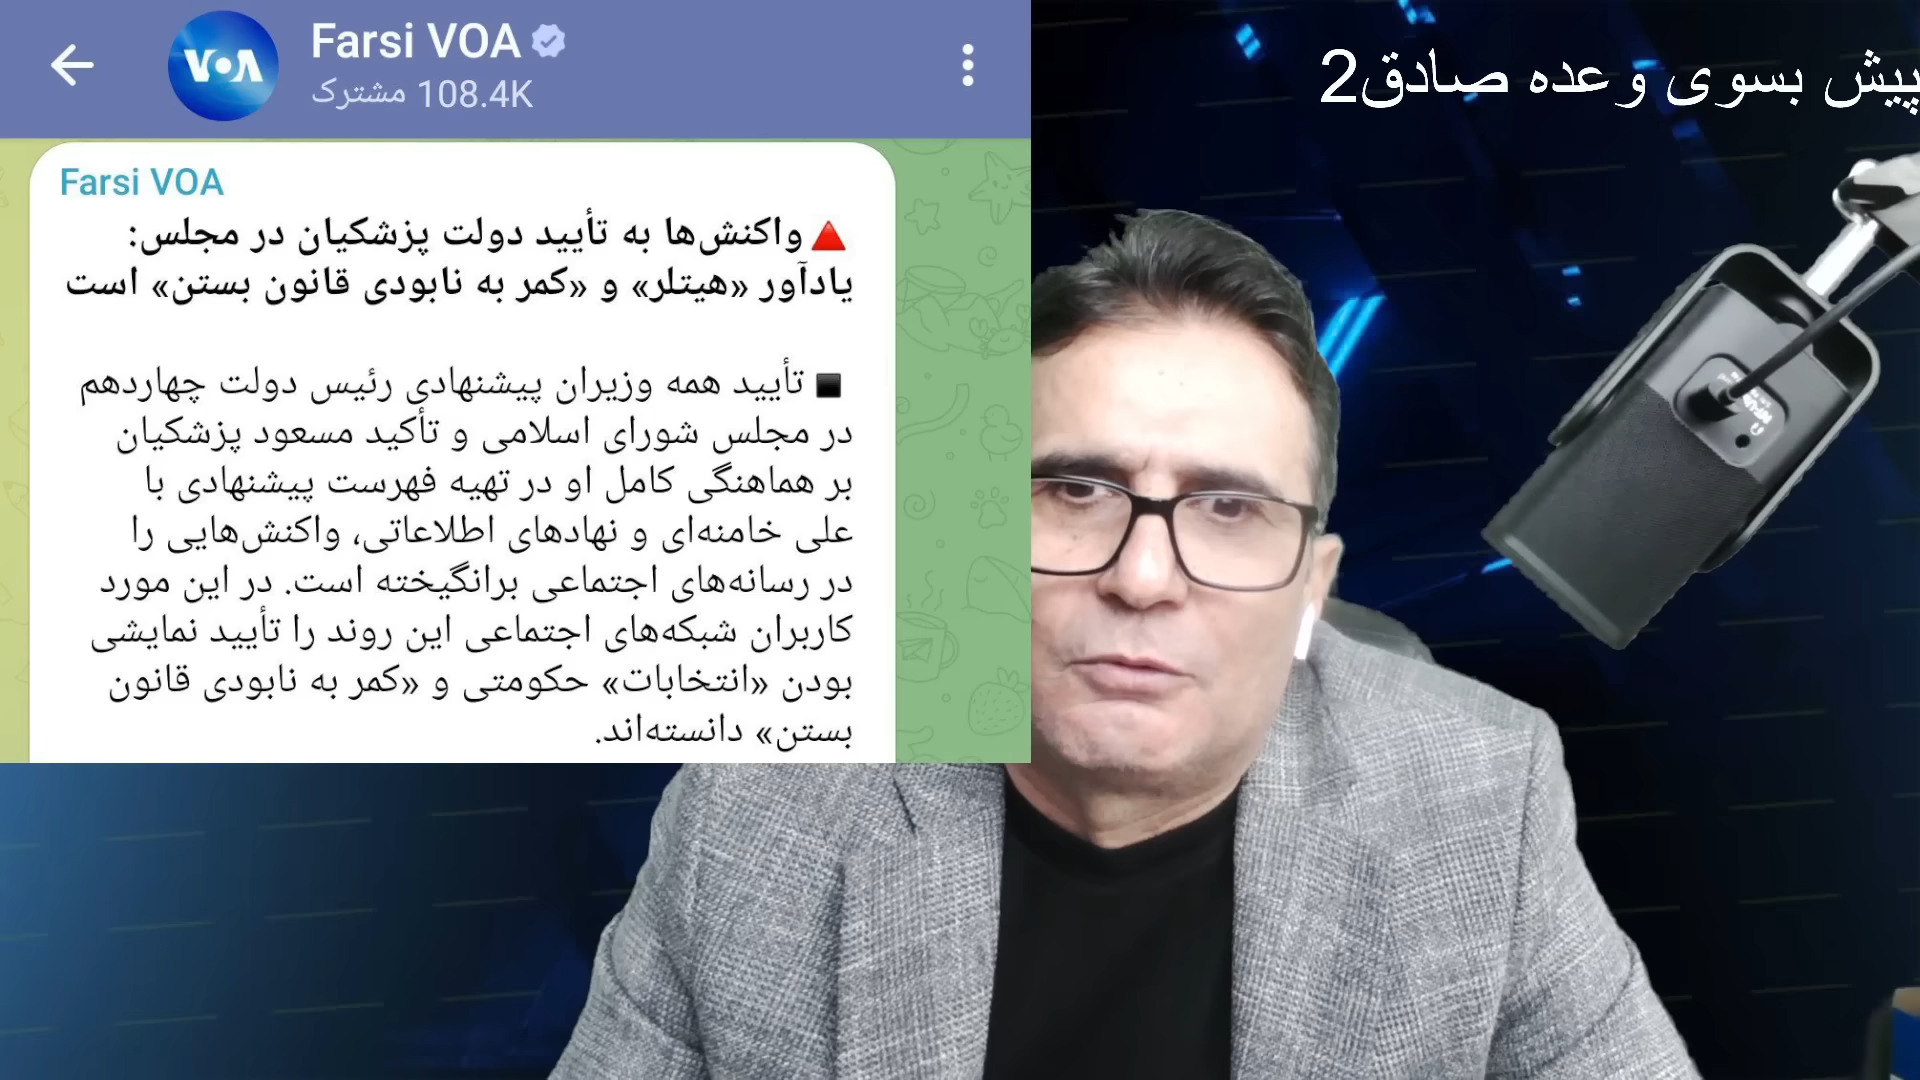 Farsi VOA
108.4K مشترک
VOA
پیش بسوی وعده صادق2
Farsi VOA
🔺واکنش‌ها به تأیید دولت پزشکیان در مجلس:
یادآور «هیتلر» و «کمر به نابودی قانون بستن» است
◾ تأیید همه وزیران پیشنهادی رئیس دولت چهاردهم
در مجلس شورای اسلامی و تأکید مسعود پزشکیان
بر هماهنگی کامل او در تهیه فهرست پیشنهادی با
علی خامنه‌ای و نهادهای اطلاعاتی، واکنش‌هایی را
در رسانه‌های اجتماعی برانگیخته است. در این مورد
کاربران شبکه‌های اجتماعی این روند را تأیید نمایشی
بودن «انتخابات» حکومتی و «کمر به نابودی قانون
بستن» دانسته‌اند.